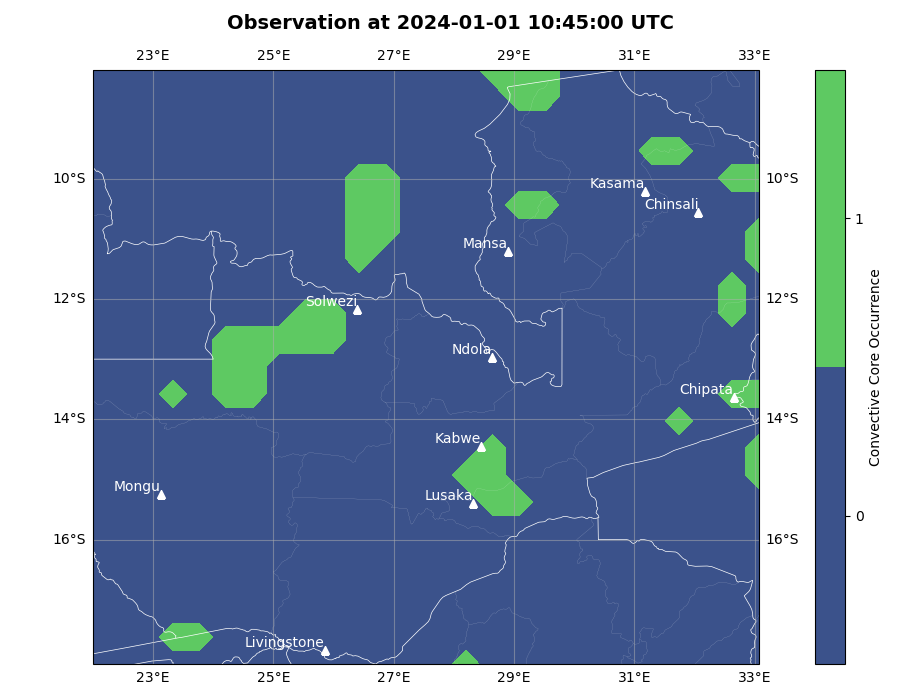 Observation at 2024-01-01 10:45:00 UTC
23°E 25°E 27°E 29°E 31°E 33°E
10°S 10°S
Kasama
Chinsali
Mansa
12°S 12°S
Solwezi
Ndola
Chipata
14°S 14°S
Kabwe
Mongu
Lusaka
16°S 16°S
Livingstone
23°E 25°E 27°E 29°E 31°E 33°E
1
0
Convective Core Occurrence